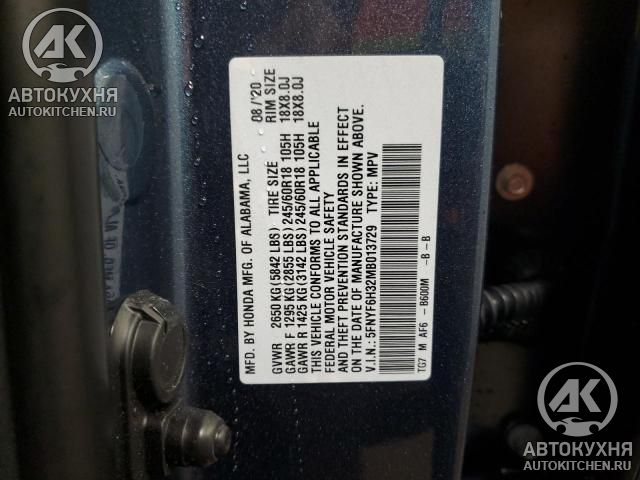 AK
АВТОКУХНЯ
AUTOKITCHEN.RU
MFD. BY HONDA MFG. OF ALABAMA, LLC 08/'20
GVWR 2650 KG(5842 LBS) TIRE SIZE RIM SIZE
GAWR F 1295 KG(2855 LBS) 245/60R18 105H 18X8.0J
GAWR R 1425 KG(3142 LBS) 245/60R18 105H 18X8.0J
THIS VEHICLE CONFORMS TO ALL APPLICABLE
FEDERAL MOTOR VEHICLE SAFETY
AND THEFT PREVENTION STANDARDS IN EFFECT
ON THE DATE OF MANUFACTURE SHOWN ABOVE.
V.I.N.: 5FNYF6H32MB013729 TYPE: MPV
TG7 M AF6 -B600M -B -B
AK
АВТОКУХНЯ
AUTOKITCHEN.RU